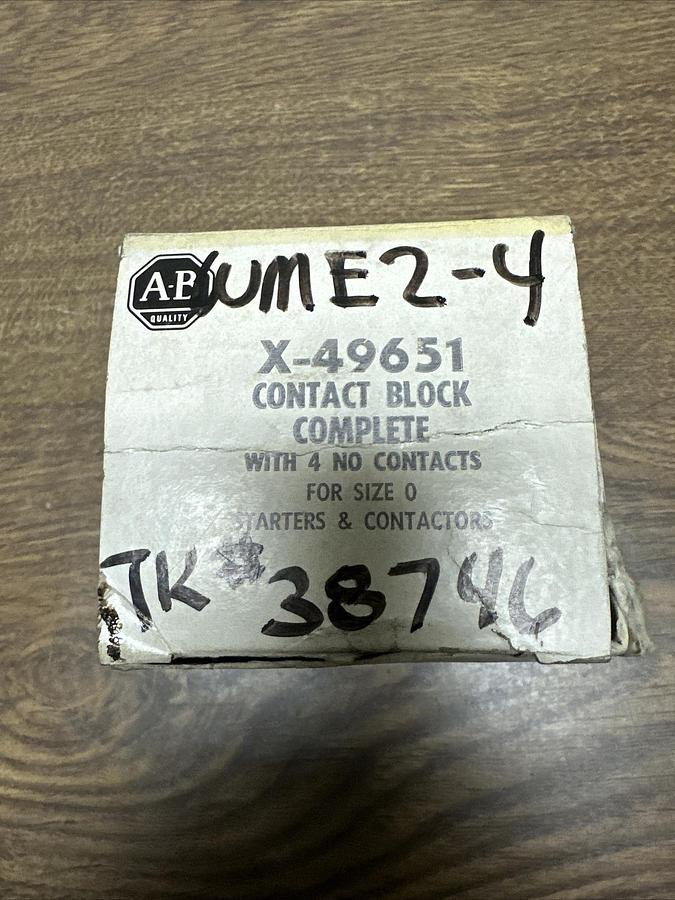 A-B
QUALITY
UME2-4
X-49651
CONTACT BLOCK
COMPLETE
WITH 4 NO CONTACTS
FOR SIZE 0
STARTERS & CONTACTORS
TK# 38746